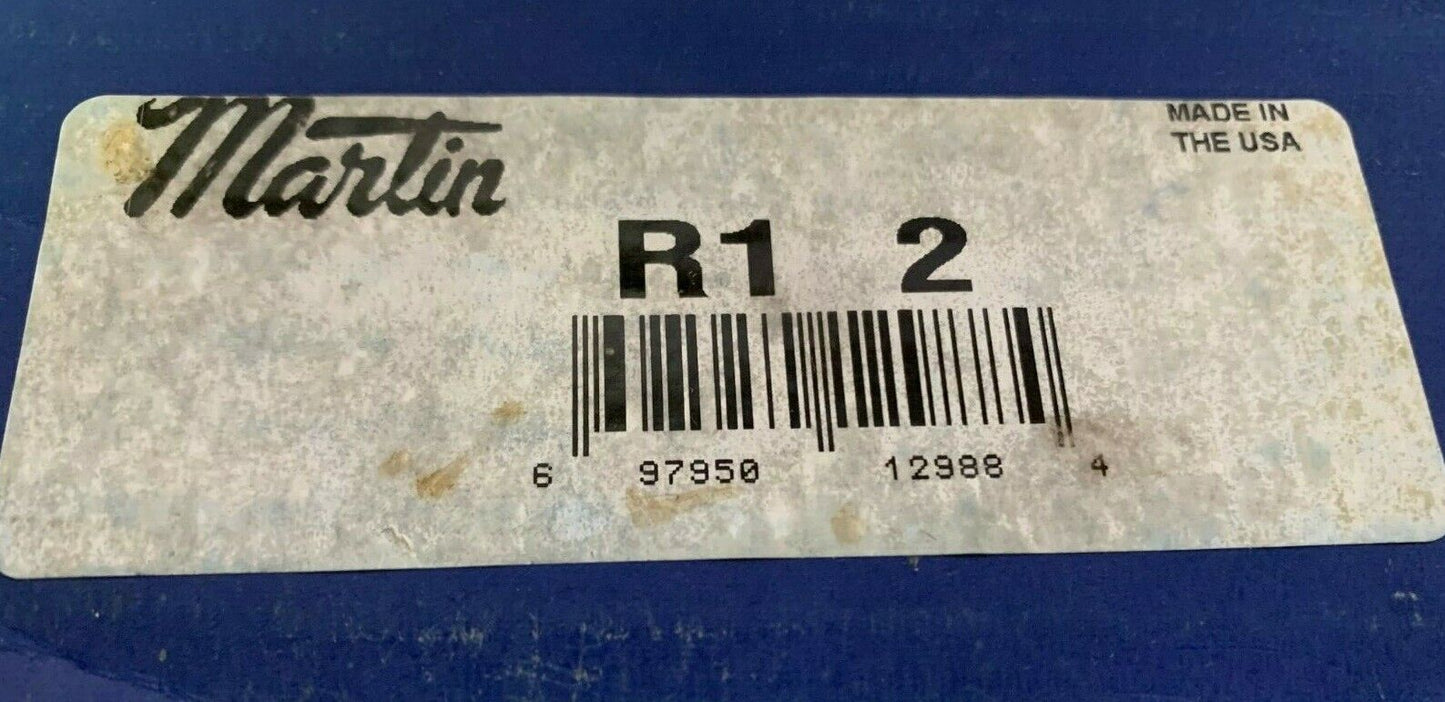 Martin
MADE IN
THE USA
R1 2
6 97950 12988 4